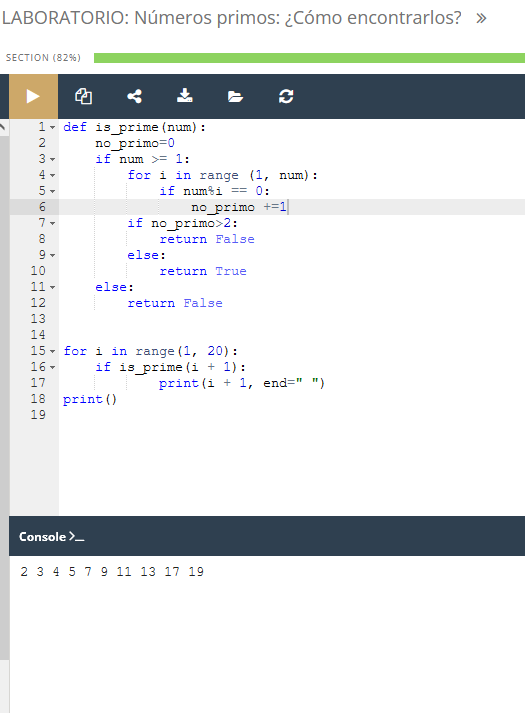 LABORATORIO: Números primos: ¿Cómo encontrarlos? »
SECTION (82%)
1 def is_prime(num):
2     no_primo=0
3     if num >= 1:
4         for i in range (1, num):
5             if num%i == 0:
6                 no_primo +=1
7         if no_primo>2:
8             return False
9         else:
10             return True
11     else:
12         return False
13
14
15 for i in range(1, 20):
16     if is_prime(i + 1):
17             print(i + 1, end=" ")
18 print()
19
Console >_
2 3 4 5 7 9 11 13 17 19